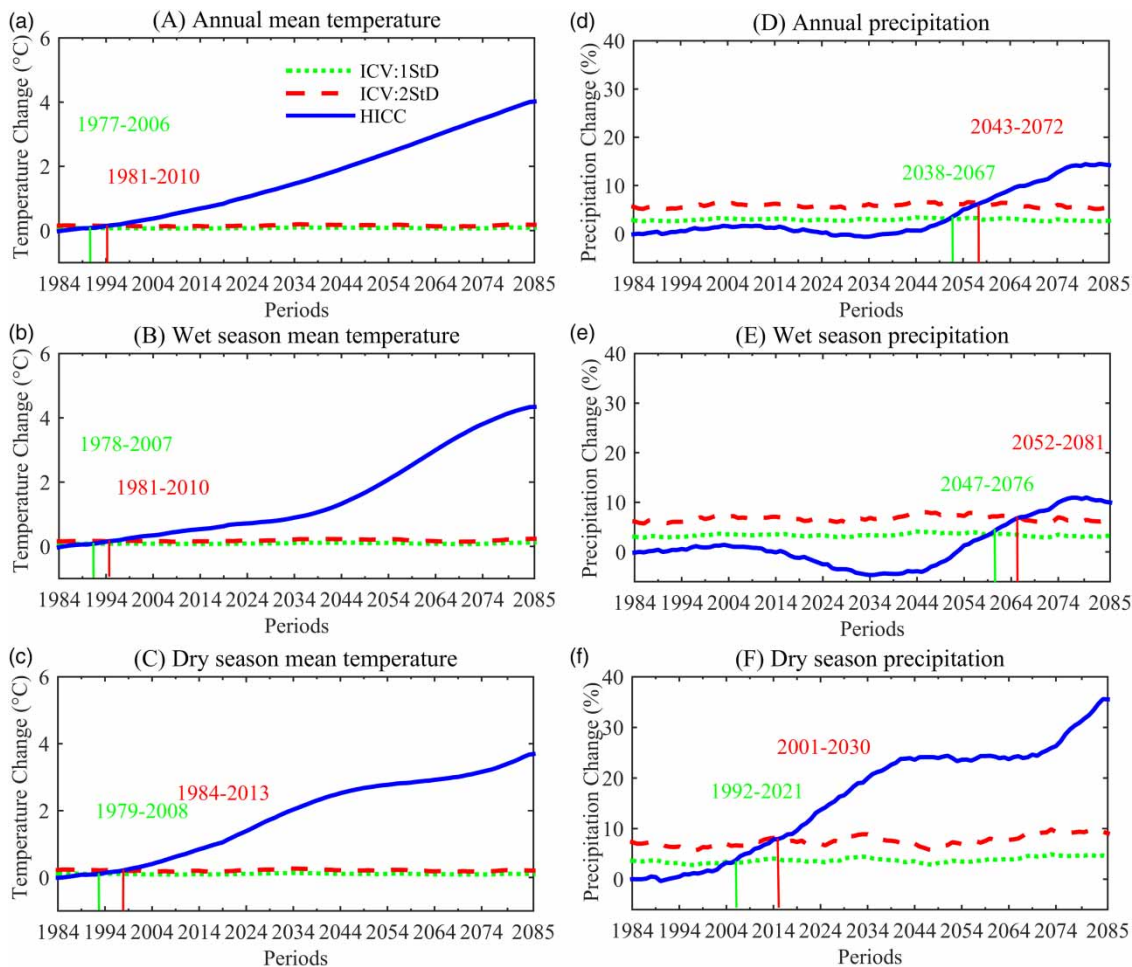 (a) (A) Annual mean temperature
Temperature Change (°C)
6
4
2
0
ICV:1StD
ICV:2StD
HICC
1977-2006
1981-2010
1984 1994 2004 2014 2024 2034 2044 2054 2064 2074 2085
Periods
(d) (D) Annual precipitation
Precipitation Change (%)
40
30
20
10
0
2043-2072
2038-2067
1984 1994 2004 2014 2024 2034 2044 2054 2064 2074 2085
Periods
(b) (B) Wet season mean temperature
Temperature Change (°C)
6
4
2
0
1978-2007
1981-2010
1984 1994 2004 2014 2024 2034 2044 2054 2064 2074 2085
Periods
(e) (E) Wet season precipitation
Precipitation Change (%)
40
30
20
10
0
2052-2081
2047-2076
1984 1994 2004 2014 2024 2034 2044 2054 2064 2074 2085
Periods
(c) (C) Dry season mean temperature
Temperature Change (°C)
6
4
2
0
1984-2013
1979-2008
1984 1994 2004 2014 2024 2034 2044 2054 2064 2074 2085
Periods
(f) (F) Dry season precipitation
Precipitation Change (%)
40
30
20
10
0
2001-2030
1992-2021
1984 1994 2004 2014 2024 2034 2044 2054 2064 2074 2085
Periods